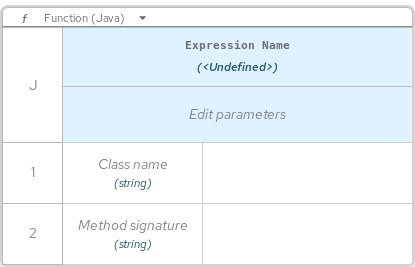 f Function (Java)
Expression Name
(<Undefined>)
J
Edit parameters
1
Class name
(string)
2
Method signature
(string)